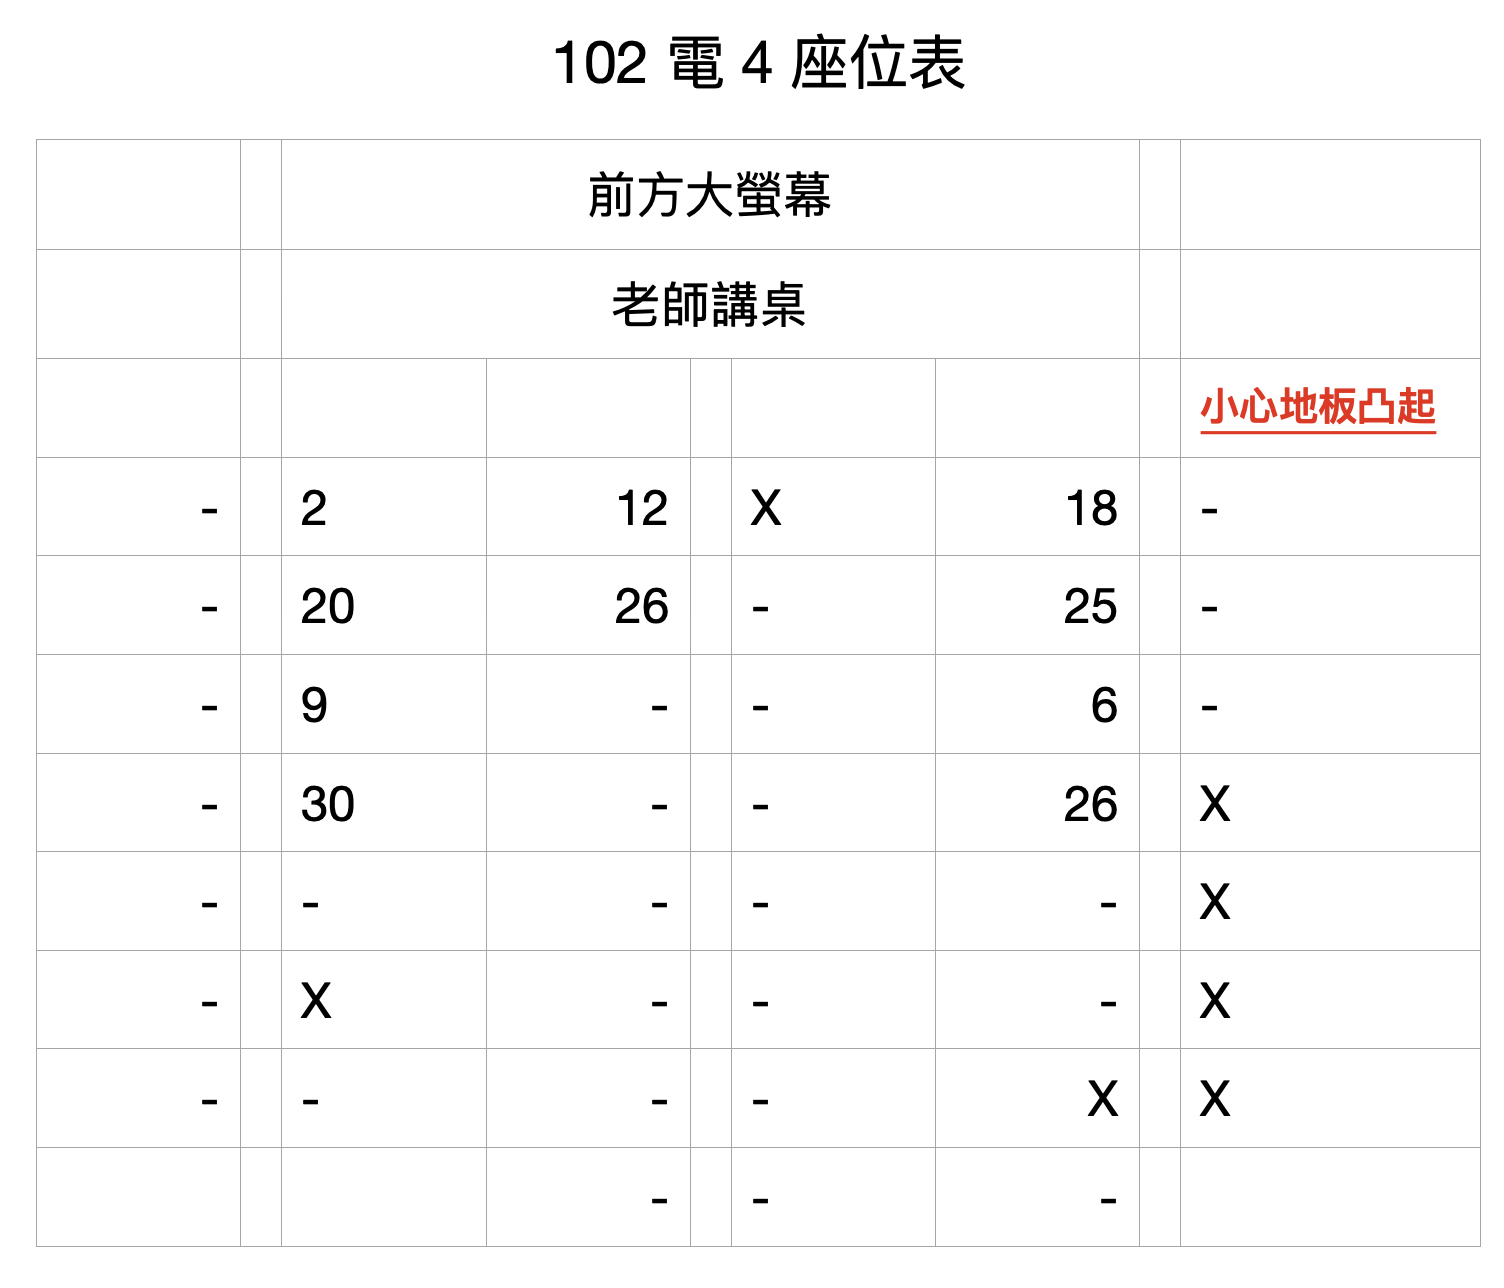 102 電 4 座位表
前方大螢幕
老師講桌
小心地板凸起
- 2 12 X 18 -
- 20 26 - 25 -
- 9 - - 6 -
- 30 - - 26 X
- - - - - X
- X - - - X
- - - - X X
- - -